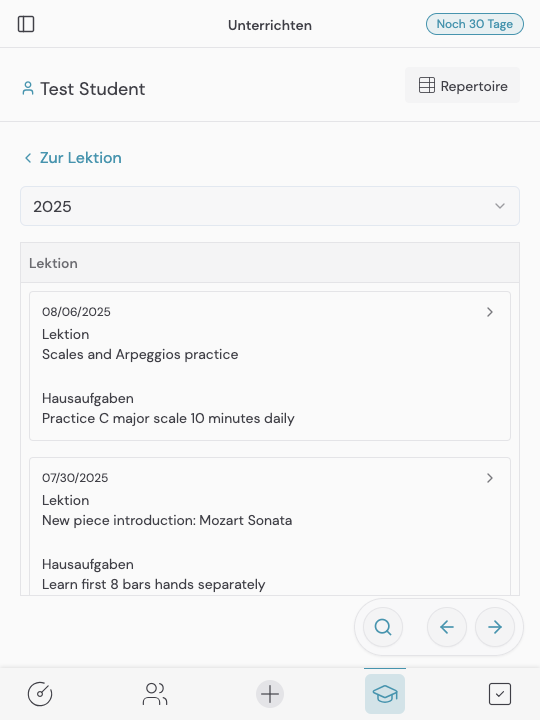 Unterrichten
Noch 30 Tage
Test Student
Repertoire
Zur Lektion
2025
Lektion
08/06/2025
Lektion
Scales and Arpeggios practice
Hausaufgaben
Practice C major scale 10 minutes daily
07/30/2025
Lektion
New piece introduction: Mozart Sonata
Hausaufgaben
Learn first 8 bars hands separately